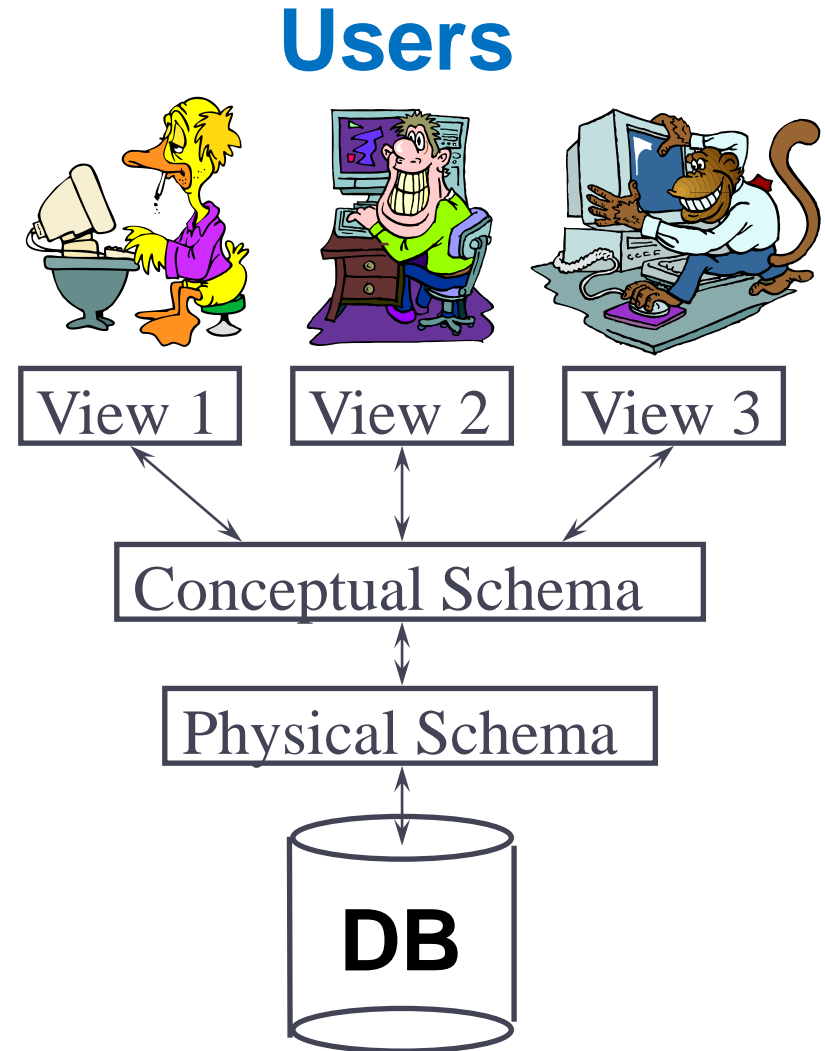 Users
View 1
View 2
View 3
Conceptual Schema
Physical Schema
DB